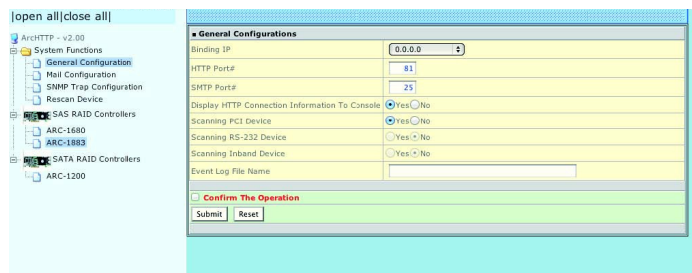 |open all|close all|
ArcHTTP - v2.00
System Functions
General Configuration
Mail Configuration
SNMP Trap Configuration
Rescan Device
SAS RAID Controllers
ARC-1680
ARC-1883
SATA RAID Controllers
ARC-1200
General Configurations
Binding IP 0.0.0.0
HTTP Port# 81
SMTP Port# 25
Display HTTP Connection Information To Console Yes No
Scanning PCI Device Yes No
Scanning RS-232 Device Yes No
Scanning Inband Device Yes No
Event Log File Name
Confirm The Operation
Submit Reset